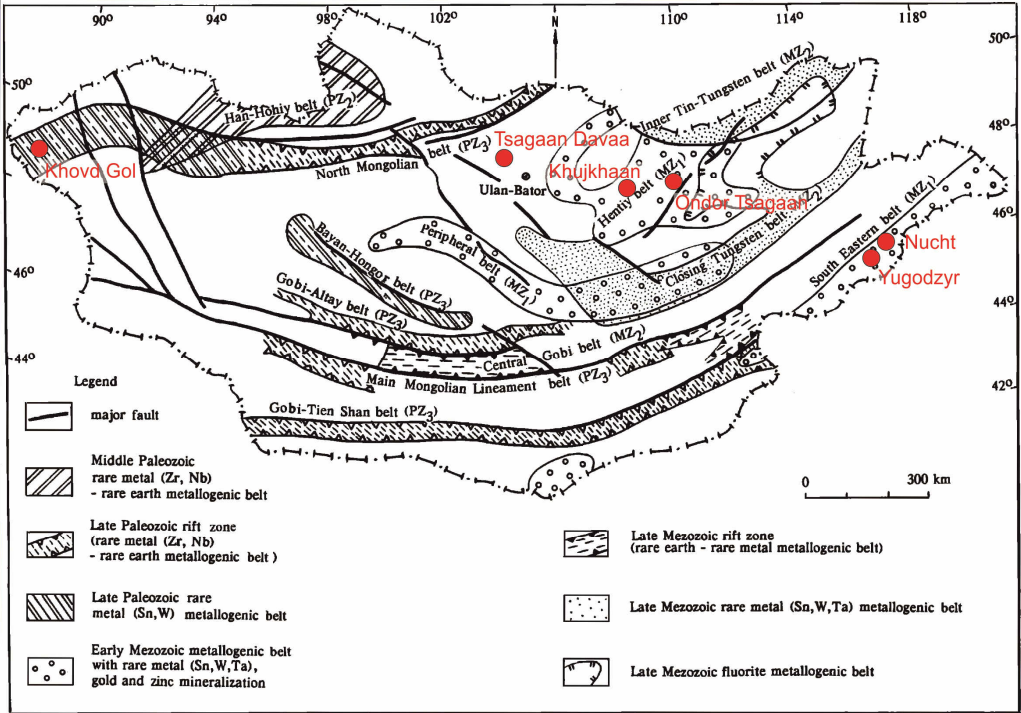 90°
94°
98°
102°
N
110°
114°
118°
50°
50°
48°
46°
44°
42°
46°
44°
Han-Hohiy belt (PZ₂)
North Mongolian belt (PZ₃)
Khovd Gol
Tsagaan Davaa
Ulan-Bator
Khujkhaan
Inner Tin-Tungsten belt (MZ₂)
Hentiy belt (MZ₁)
Ondor Tsagaan
Closing Tungsten belt (MZ₂)
South Eastern belt (MZ₁)
Nucht
Yugodzyr
Peripheral belt (MZ₁)
Bayan-Hongor belt (PZ₃)
Gobi-Altay belt (PZ₃)
Central Gobi belt (MZ₂)
Main Mongolian Lineament belt (PZ₃)
Gobi-Tien Shan belt (PZ₃)
Legend
major fault
Middle Paleozoic
rare metal (Zr, Nb)
- rare earth metallogenic belt
Late Paleozoic rift zone
(rare metal (Zr, Nb)
- rare earth metallogenic belt )
Late Paleozoic rare
metal (Sn,W) metallogenic belt
Early Mezozoic metallogenic belt
with rare metal (Sn,W,Ta),
gold and zinc mineralization
0 300 km
Late Mezozoic rift zone
(rare earth - rare metal metallogenic belt)
Late Mezozoic rare metal (Sn,W,Ta) metallogenic belt
Late Mezozoic fluorite metallogenic belt